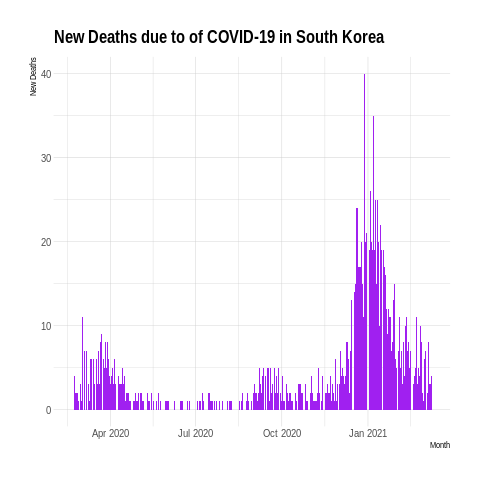 New Deaths due to of COVID-19 in South Korea
New Deaths
40
30
20
10
0
Apr 2020 Jul 2020 Oct 2020 Jan 2021
Month